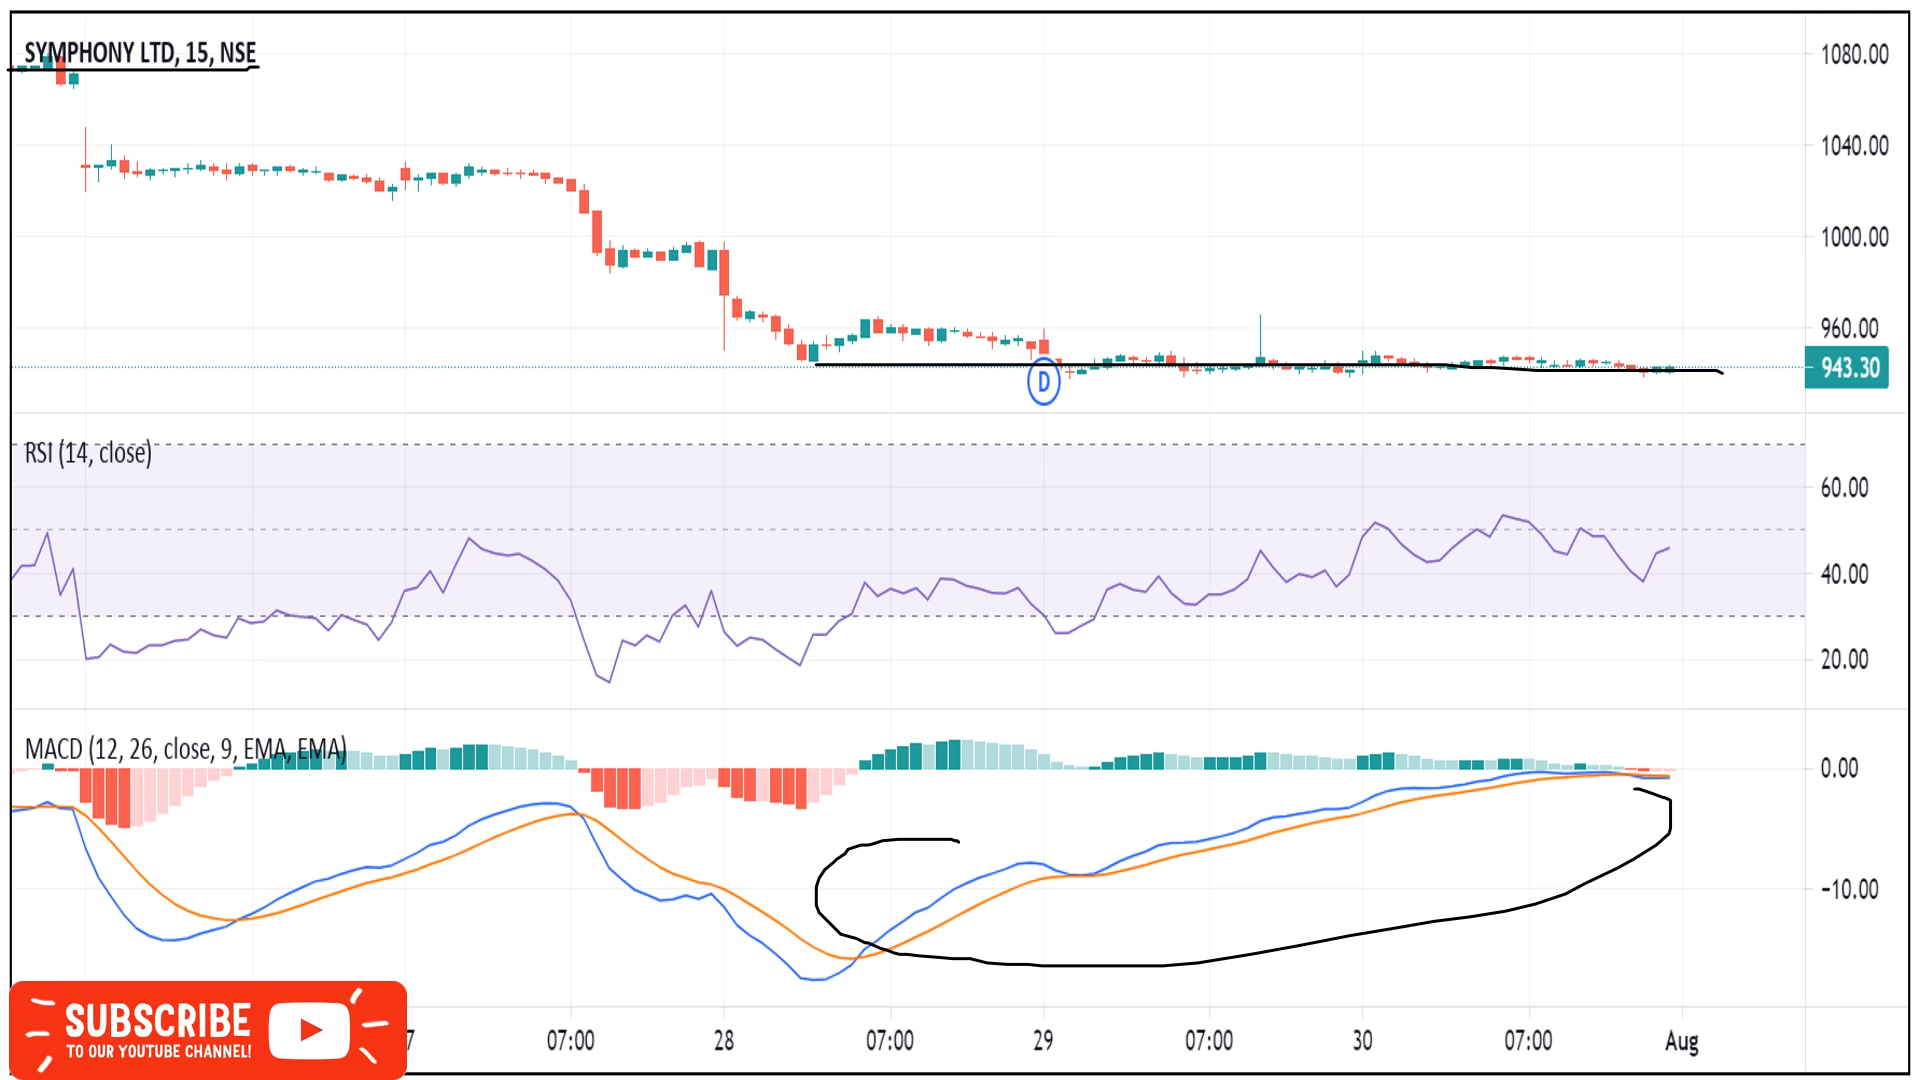 SYMPHONY LTD, 15, NSE
1080.00
1040.00
1000.00
960.00
943.30
D
RSI (14, close)
60.00
40.00
20.00
MACD (12, 26, close, 9, EMA, EMA)
0.00
−10.00
SUBSCRIBE
TO OUR YOUTUBE CHANNEL!
7 07:00 28 07:00 29 07:00 30 07:00 Aug